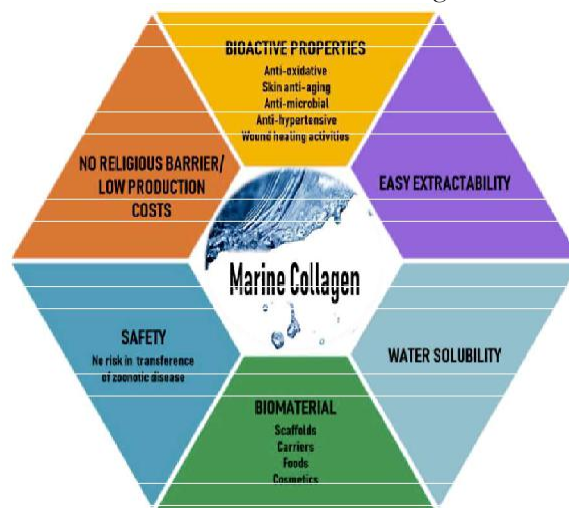 BIOACTIVE PROPERTIES
Anti-oxidative
Skin anti-aging
Anti-microbial
Anti-hypertensive
Wound healing activities
NO RELIGIOUS BARRIER/
LOW PRODUCTION
COSTS
EASY EXTRACTABILITY
Marine Collagen
SAFETY
No risk in transference
of zoonotic disease
WATER SOLUBILITY
BIOMATERIAL
Scaffolds
Carriers
Foods
Cosmetics